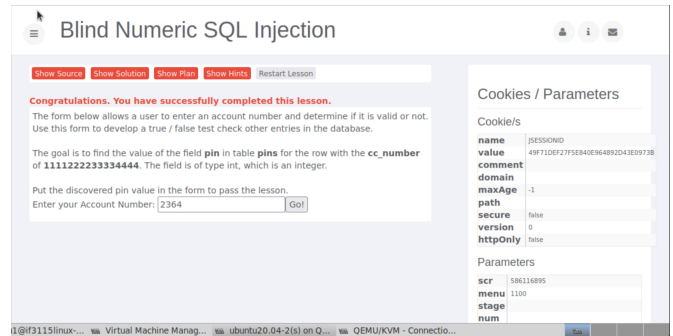 Blind Numeric SQL Injection
Show Source Show Solution Show Plan Show Hints Restart Lesson
Congratulations. You have successfully completed this lesson.
The form below allows a user to enter an account number and determine if it is valid or not.
Use this form to develop a true / false test check other entries in the database.
The goal is to find the value of the field pin in table pins for the row with the cc_number
of 1111222233334444. The field is of type int, which is an integer.
Put the discovered pin value in the form to pass the lesson.
Enter your Account Number: 2364 Go!
Cookies / Parameters
Cookie/s
name JSESSIONID
value 49F71DEF27F5E840E964892D43E0973B
comment
domain
maxAge -1
path
secure false
version 0
httpOnly false
Parameters
scr 586116895
menu 1100
stage
num
1@if3115linux-... Virtual Machine Manag... ubuntu20.04-2(s) on Q... QEMU/KVM - Connectio...